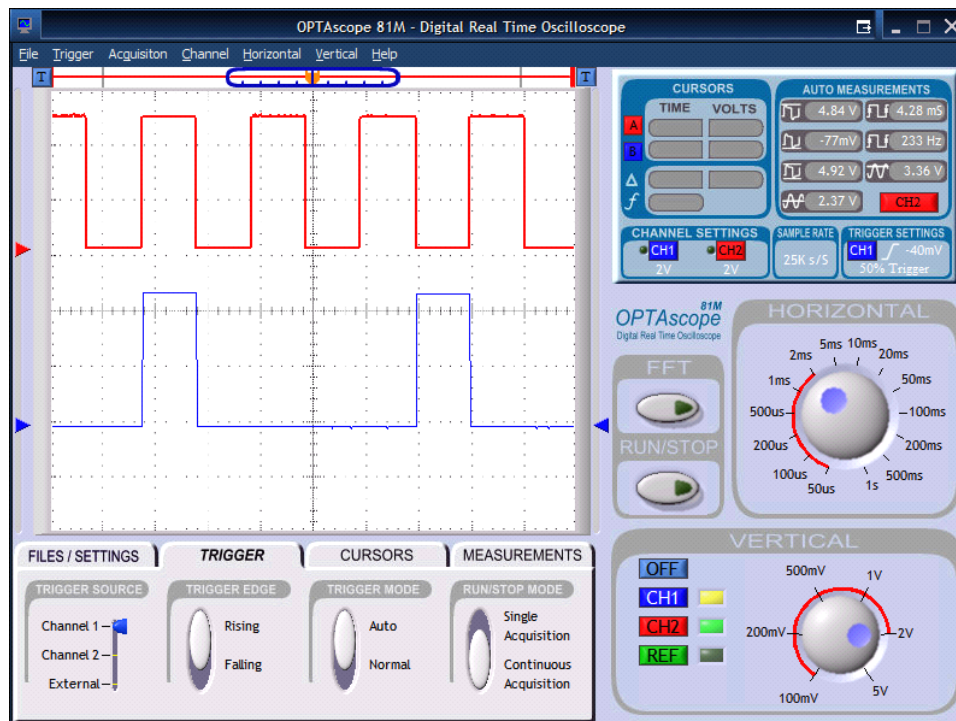 OPTAscope 81M - Digital Real Time Oscilloscope
File Trigger Acquisiton Channel Horizontal Vertical Help
T T
CURSORS
TIME VOLTS
A
B
Δ
f
AUTO MEASUREMENTS
4.84 V 4.28 mS
-77mV 233 Hz
4.92 V 3.36 V
2.37 V CH2
CHANNEL SETTINGS
CH1 CH2
2V 2V
SAMPLE RATE
25K s/S
TRIGGER SETTINGS
CH1 -40mV
50% Trigger
81M
OPTAscope
Digital Real Time Oscilloscope
FFT
RUN/STOP
HORIZONTAL
5ms 10ms
2ms 20ms
1ms 50ms
500us 100ms
200us 200ms
100us 500ms
50us 1s
FILES / SETTINGS TRIGGER CURSORS MEASUREMENTS
TRIGGER SOURCE
Channel 1
Channel 2
External
TRIGGER EDGE
Rising
Falling
TRIGGER MODE
Auto
Normal
RUN/STOP MODE
Single
Acquisition
Continuous
Acquisition
VERTICAL
OFF
CH1
CH2
REF
500mV 1V
200mV 2V
100mV 5V